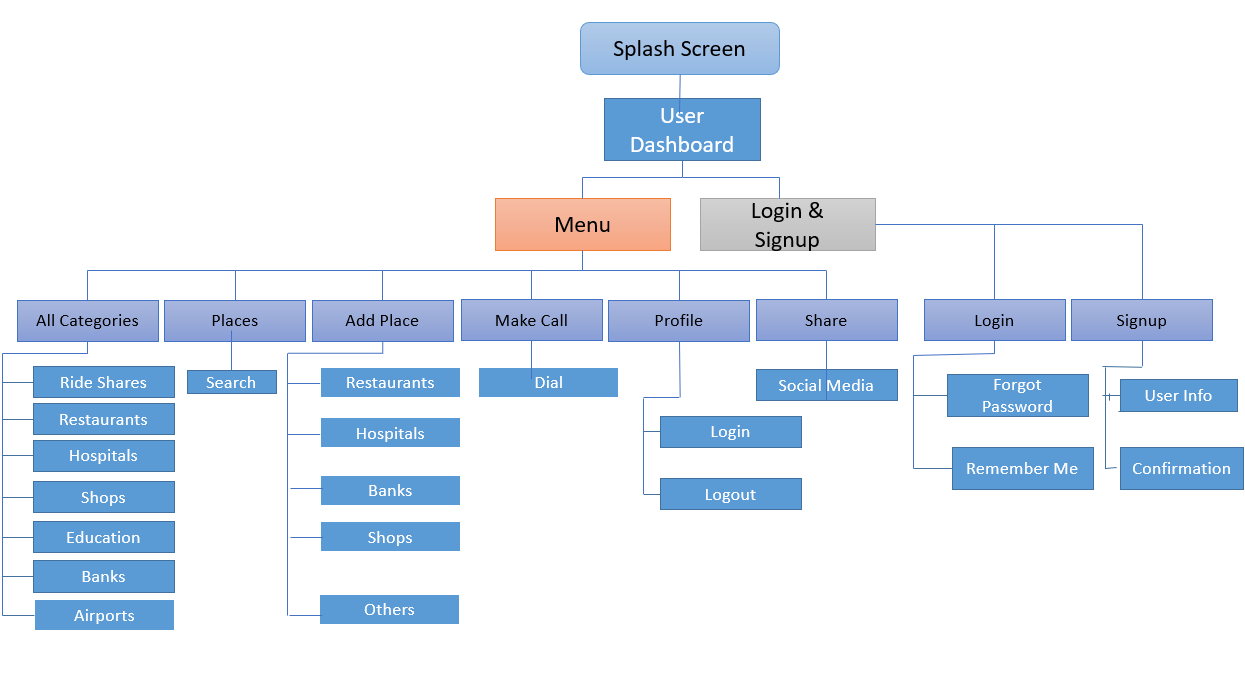 Splash Screen
User
Dashboard
Menu
Login &
Signup
All Categories
Places
Add Place
Make Call
Profile
Share
Login
Signup
Ride Shares
Restaurants
Hospitals
Shops
Education
Banks
Airports
Search
Restaurants
Hospitals
Banks
Shops
Others
Dial
Login
Logout
Social Media
Forgot
Password
Remember Me
User Info
Confirmation